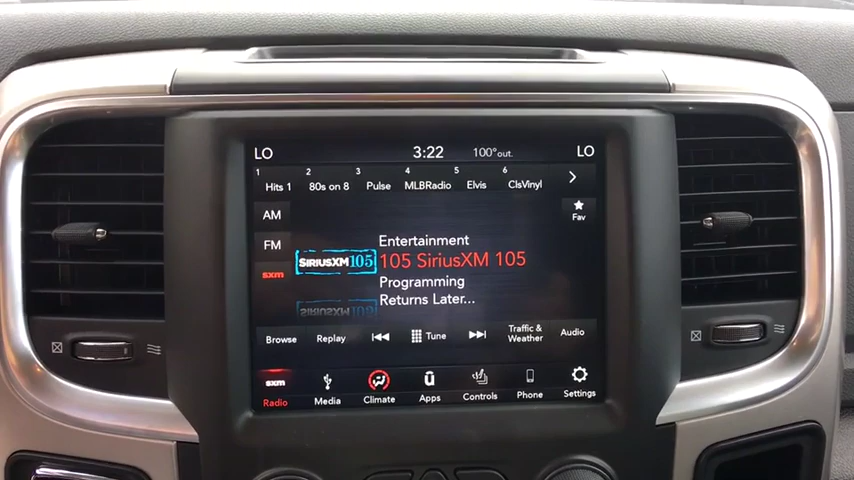 LO 3:22 100°out. LO
1 2 3 4 5 6
Hits 1 80s on 8 Pulse MLBRadio Elvis ClsVinyl
AM
Fav
FM
sxm
SIRIUSXM 105
Entertainment
105 SiriusXM 105
Programming
Returns Later...
Browse Replay Tune Traffic & Weather Audio
sxm
Radio Media Climate Apps Controls Phone Settings